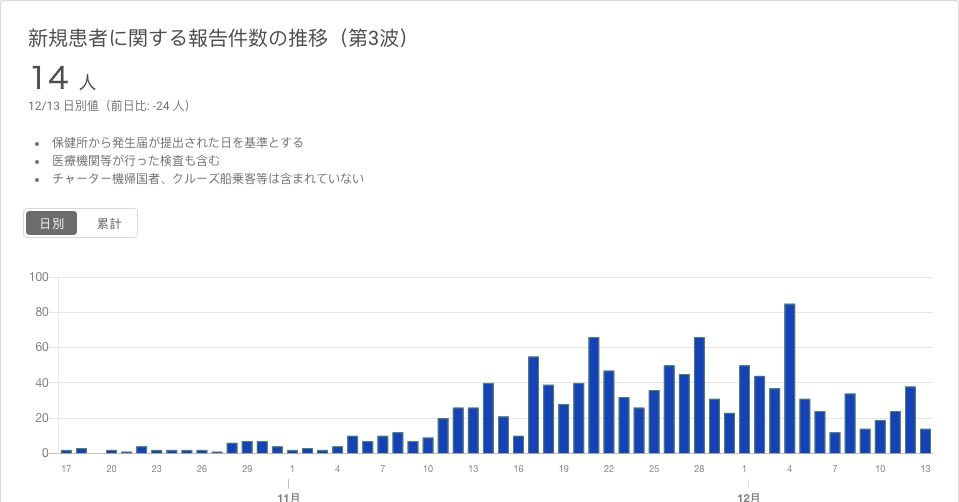 新規患者に関する報告件数の推移（第3波）
14 人
12/13 日別値（前日比: -24 人）
保健所から発生届が提出された日を基準とする
医療機関等が行った検査も含む
チャーター機帰国者、クルーズ船乗客等は含まれていない
日別 累計
100
80
60
40
20
0
17 20 23 26 29 1 4 7 10 13 16 19 22 25 28 1 4 7 10 13
11月 12月